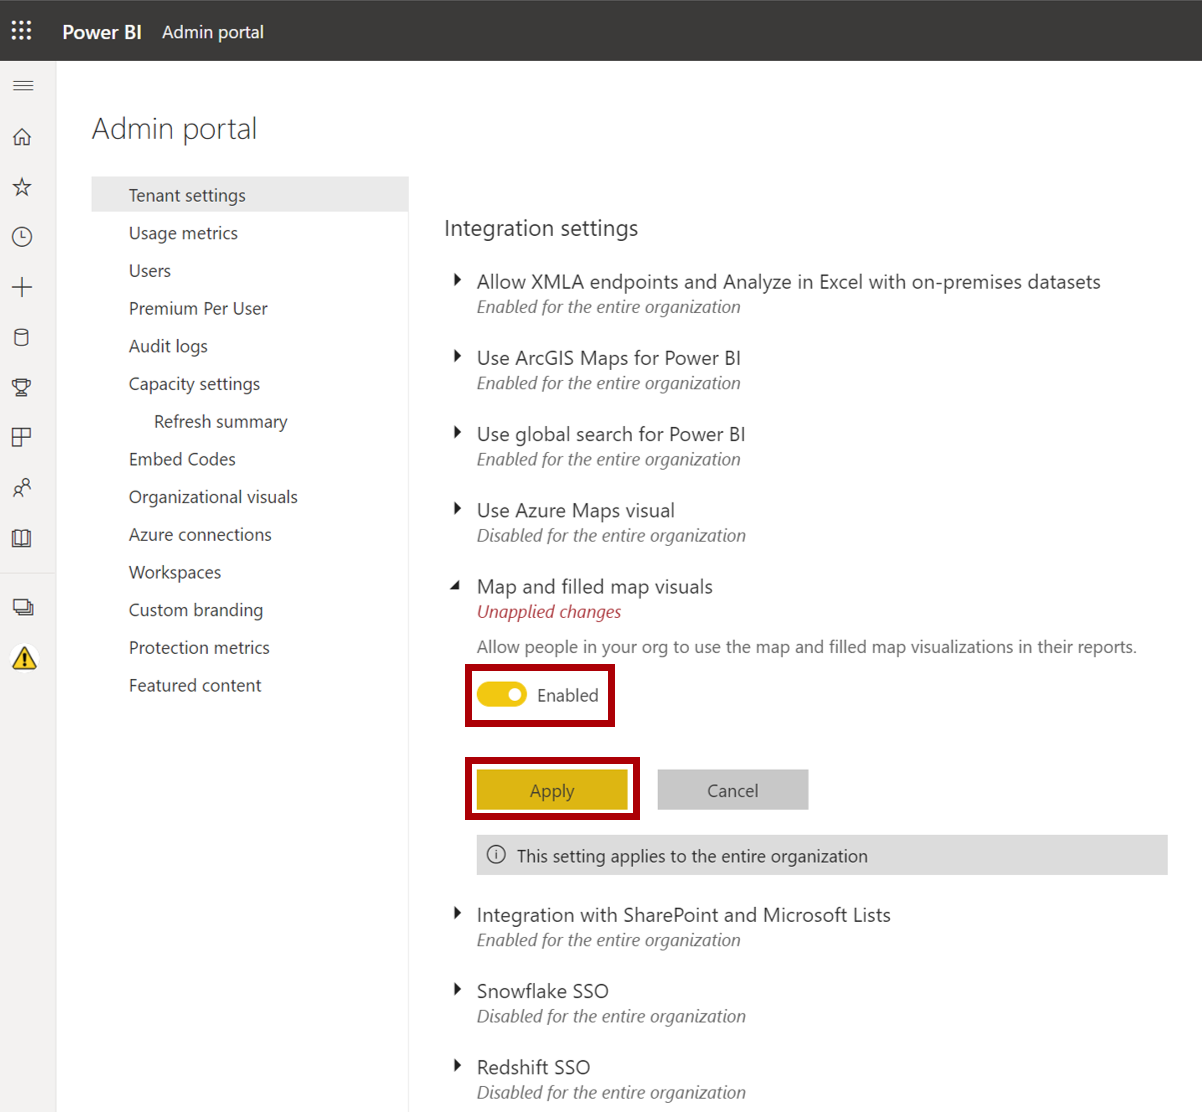 Power BI Admin portal
Admin portal
Tenant settings
Usage metrics
Users
Premium Per User
Audit logs
Capacity settings
Refresh summary
Embed Codes
Organizational visuals
Azure connections
Workspaces
Custom branding
Protection metrics
Featured content
Integration settings
Allow XMLA endpoints and Analyze in Excel with on-premises datasets
Enabled for the entire organization
Use ArcGIS Maps for Power BI
Enabled for the entire organization
Use global search for Power BI
Enabled for the entire organization
Use Azure Maps visual
Disabled for the entire organization
Map and filled map visuals
Unapplied changes
Allow people in your org to use the map and filled map visualizations in their reports.
Enabled
Apply Cancel
This setting applies to the entire organization
Integration with SharePoint and Microsoft Lists
Enabled for the entire organization
Snowflake SSO
Disabled for the entire organization
Redshift SSO
Disabled for the entire organization